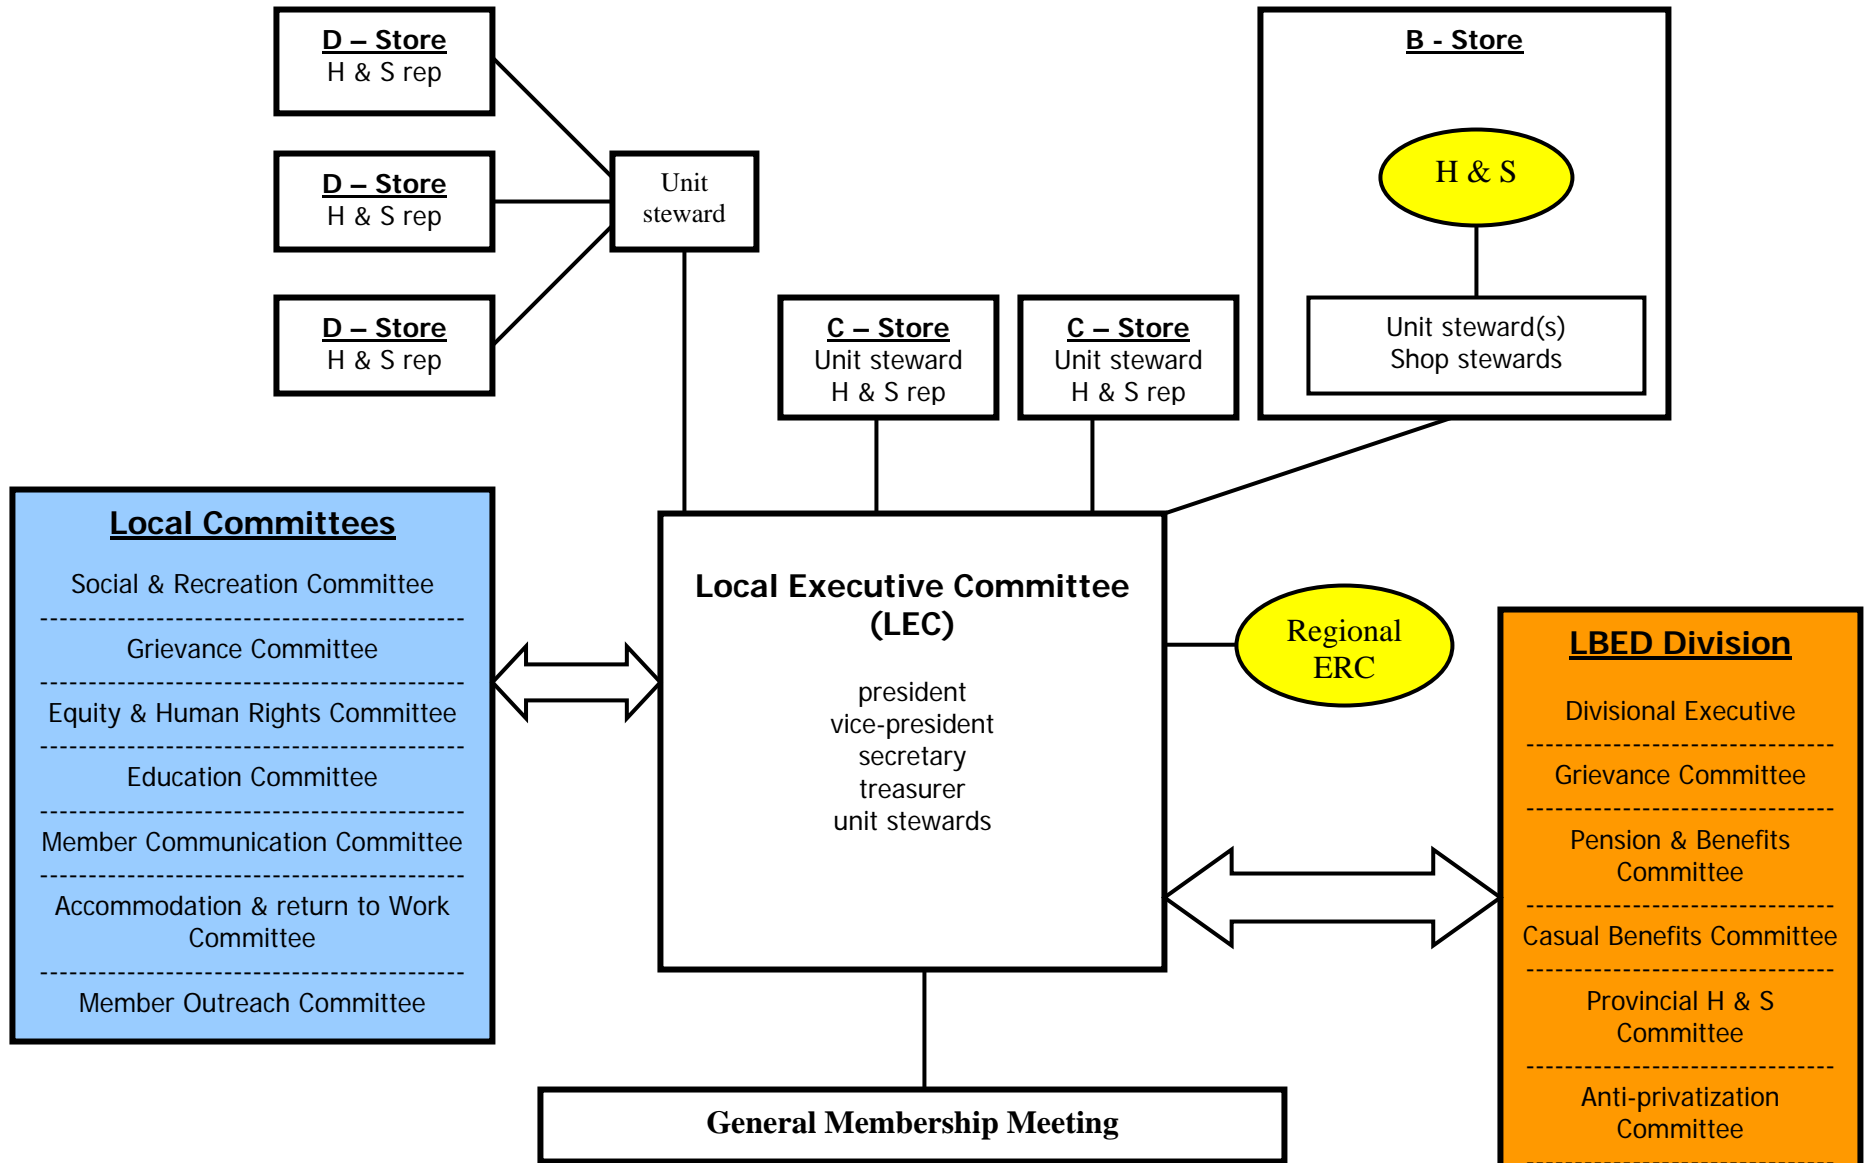 D – Store
H & S rep
D – Store
H & S rep
D – Store
H & S rep
Unit
steward
C – Store
Unit steward
H & S rep
C – Store
Unit steward
H & S rep
B - Store
H & S
Unit steward(s)
Shop stewards
Local Committees
Social & Recreation Committee
Grievance Committee
Equity & Human Rights Committee
Education Committee
Member Communication Committee
Accommodation & return to Work
Committee
Member Outreach Committee
Local Executive Committee
(LEC)
president
vice-president
secretary
treasurer
unit stewards
Regional
ERC
LBED Division
Divisional Executive
Grievance Committee
Pension & Benefits
Committee
Casual Benefits Committee
Provincial H & S
Committee
Anti-privatization
Committee
General Membership Meeting